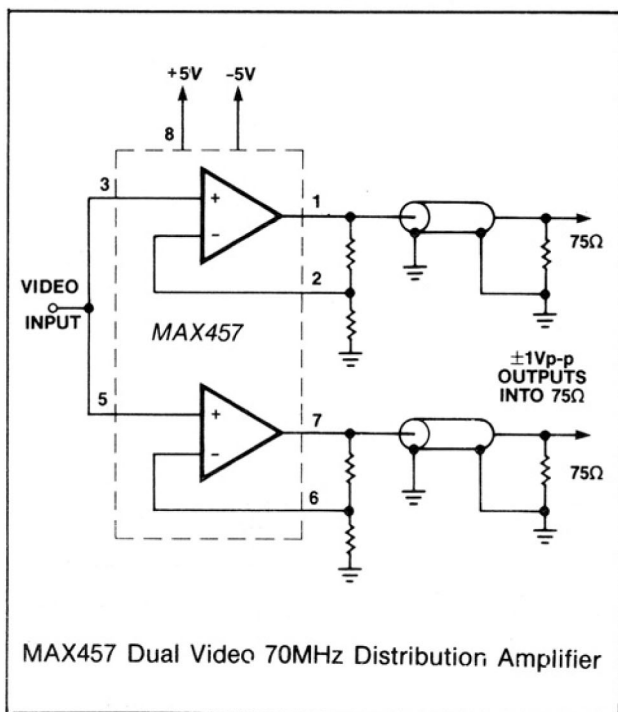 +5V
-5V
8
3
+
-
1
75Ω
2
VIDEO
INPUT
MAX457
±1Vp-p
OUTPUTS
INTO 75Ω
5
+
-
7
75Ω
6
MAX457 Dual Video 70MHz Distribution Amplifier